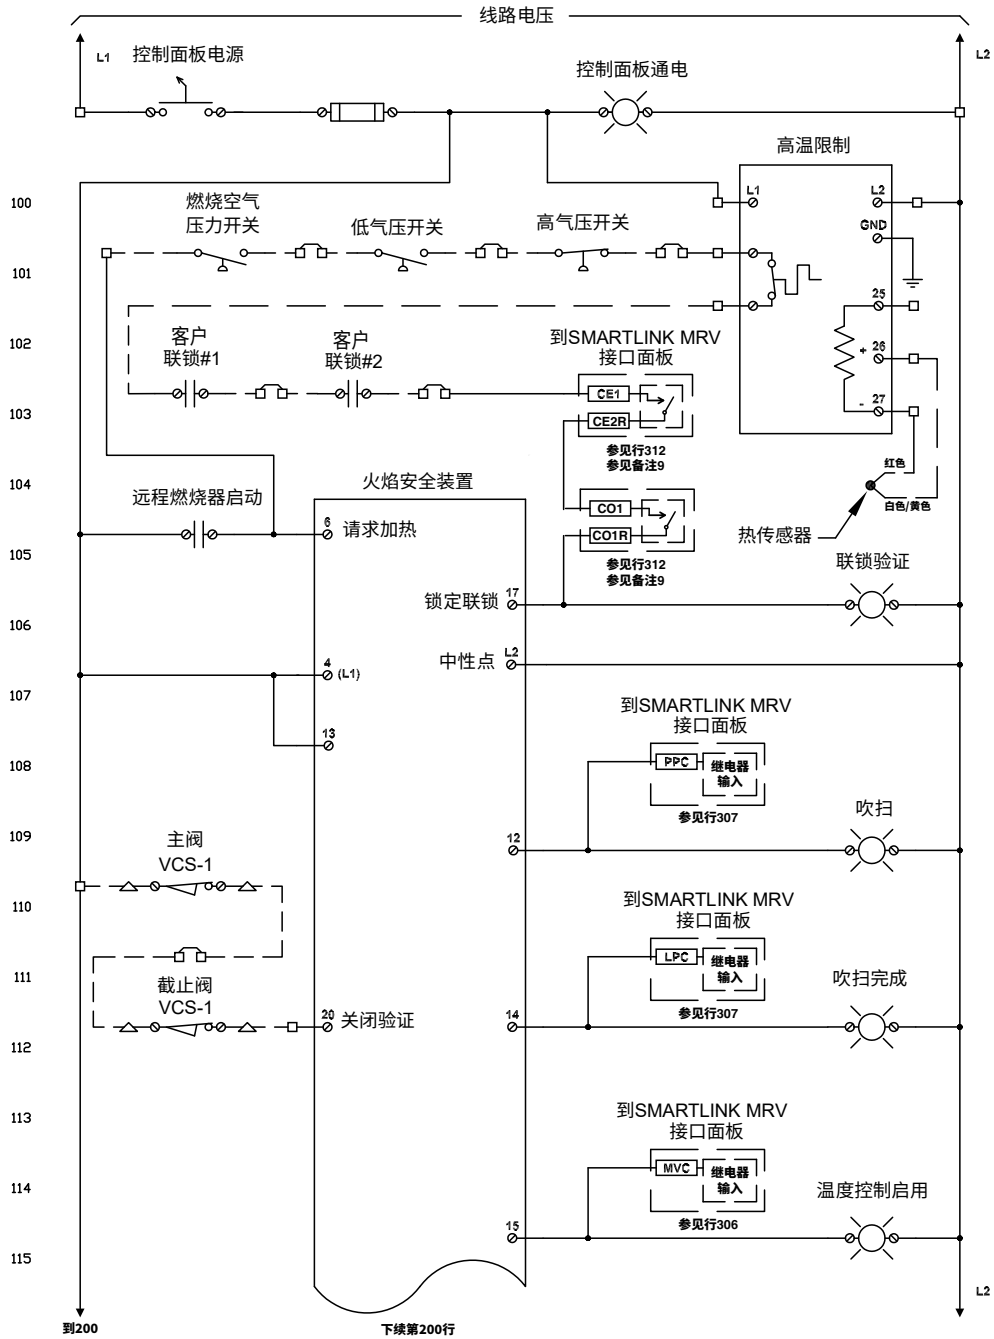 线路电压
L1
控制面板电源
控制面板通电
L2
高温限制
100
燃烧空气
压力开关
低气压开关
高气压开关
L1
L2
GND
101
25
102
客户
联锁#1
客户
联锁#2
到SMARTLINK MRV
接口面板
+ 26
CE1
CE2R
- 27
103
参见行312
参见备注9
红色
104
远程燃烧器启动
火焰安全装置
白色/黄色
6
请求加热
CO1
CO1R
热传感器
105
参见行312
参见备注9
联锁验证
锁定联锁
17
106
中性点
L2
4
(L1)
107
到SMARTLINK MRV
接口面板
13
108
PPC
继电器
输入
参见行307
吹扫
109
主阀
VCS-1
12
110
到SMARTLINK MRV
接口面板
111
LPC
继电器
输入
截止阀
VCS-1
吹扫完成
参见行307
20
关闭验证
14
112
113
到SMARTLINK MRV
接口面板
114
MVC
继电器
输入
温度控制启用
参见行306
15
115
L2
到200
下续第200行